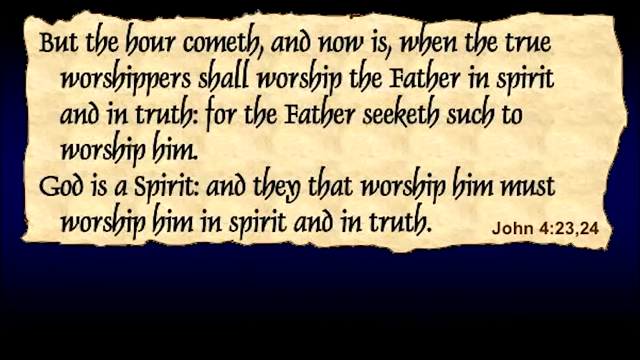 But the hour cometh, and now is, when the true
worshippers shall worship the Father in spirit
and in truth: for the Father seeketh such to
worship him.
God is a Spirit: and they that worship him must
worship him in spirit and in truth.
John 4:23,24